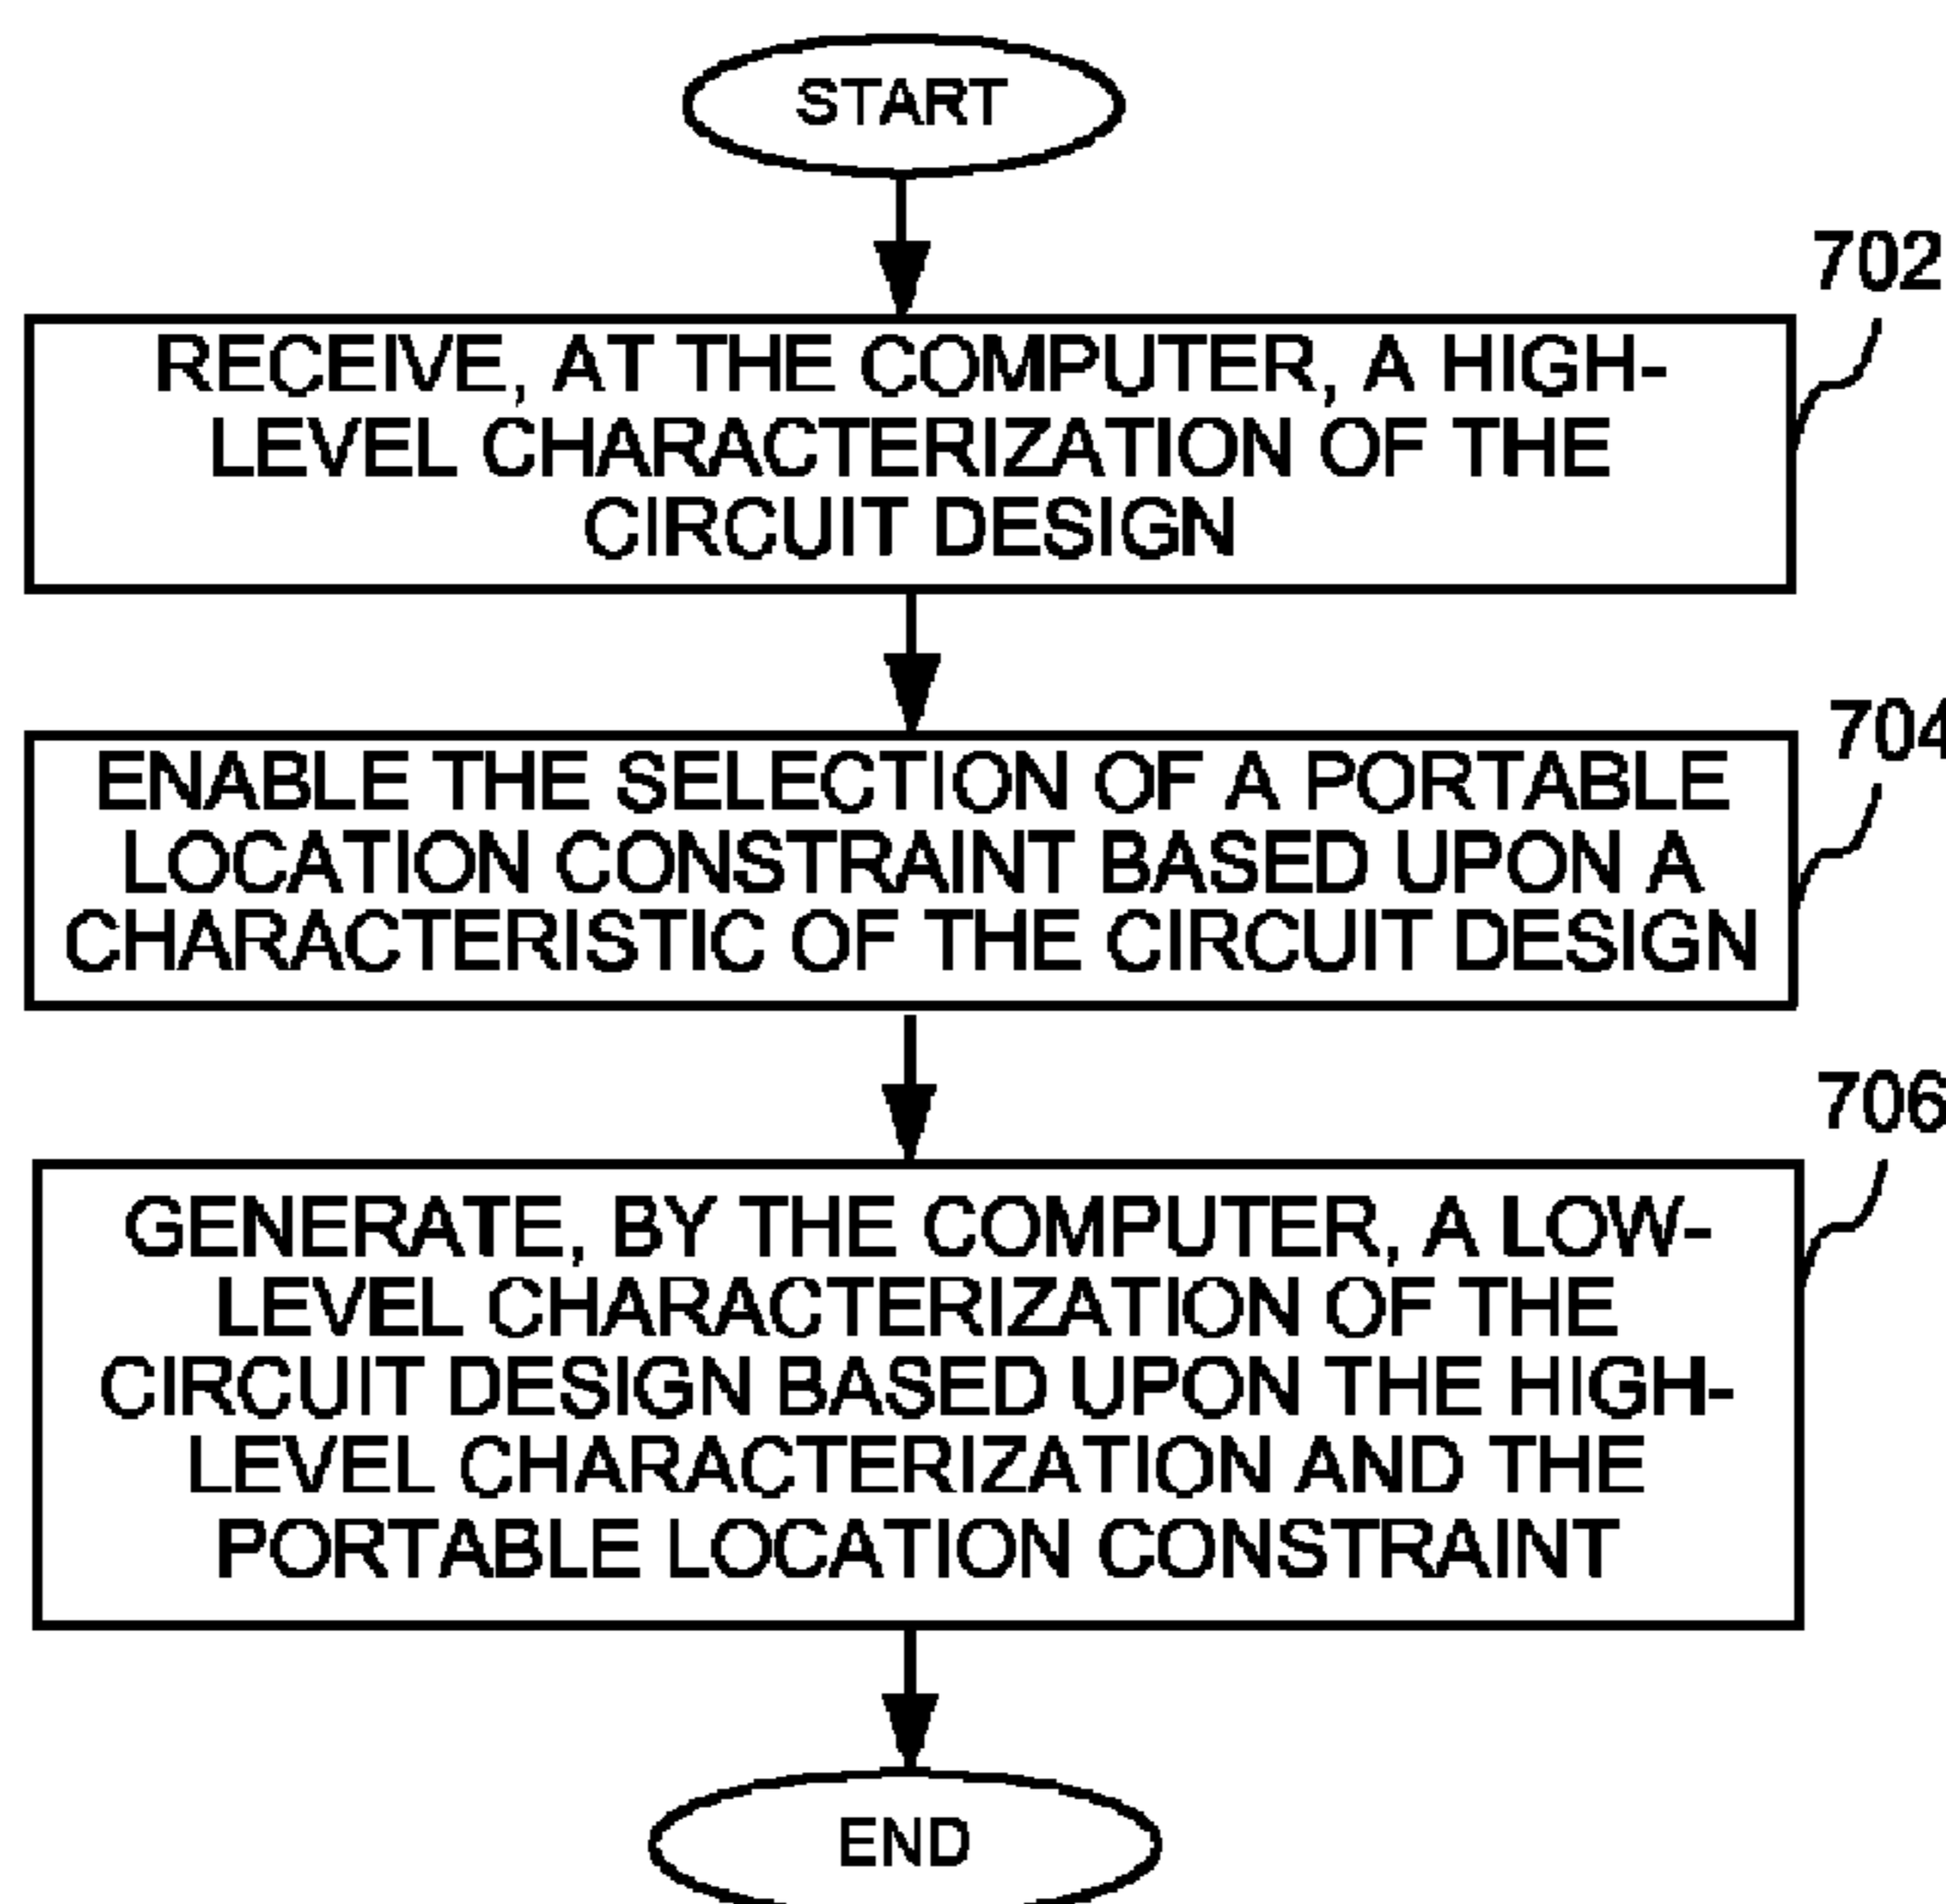 START
702
RECEIVE, AT THE COMPUTER, A HIGH-
LEVEL CHARACTERIZATION OF THE
CIRCUIT DESIGN
704
ENABLE THE SELECTION OF A PORTABLE
LOCATION CONSTRAINT BASED UPON A
CHARACTERISTIC OF THE CIRCUIT DESIGN
706
GENERATE, BY THE COMPUTER, A LOW-
LEVEL CHARACTERIZATION OF THE
CIRCUIT DESIGN BASED UPON THE HIGH-
LEVEL CHARACTERIZATION AND THE
PORTABLE LOCATION CONSTRAINT
END